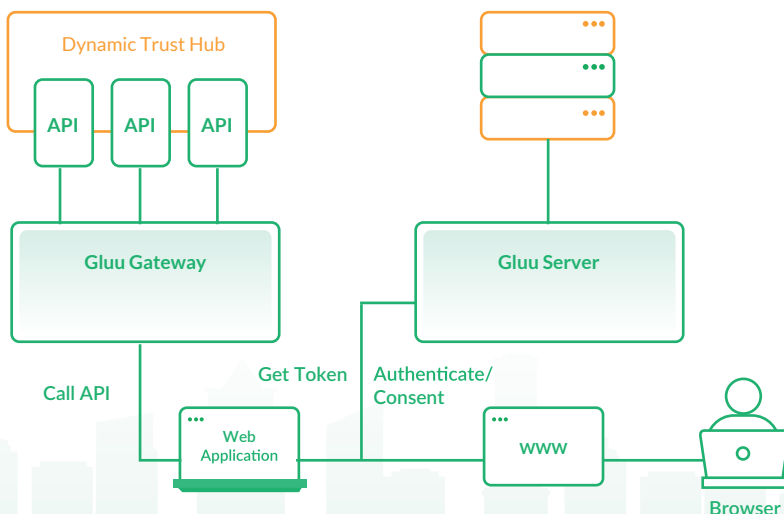 Dynamic Trust Hub
API
API
API
Gluu Gateway
Gluu Server
Call API
Get Token
Authenticate/
Consent
Web
Application
www
Browser